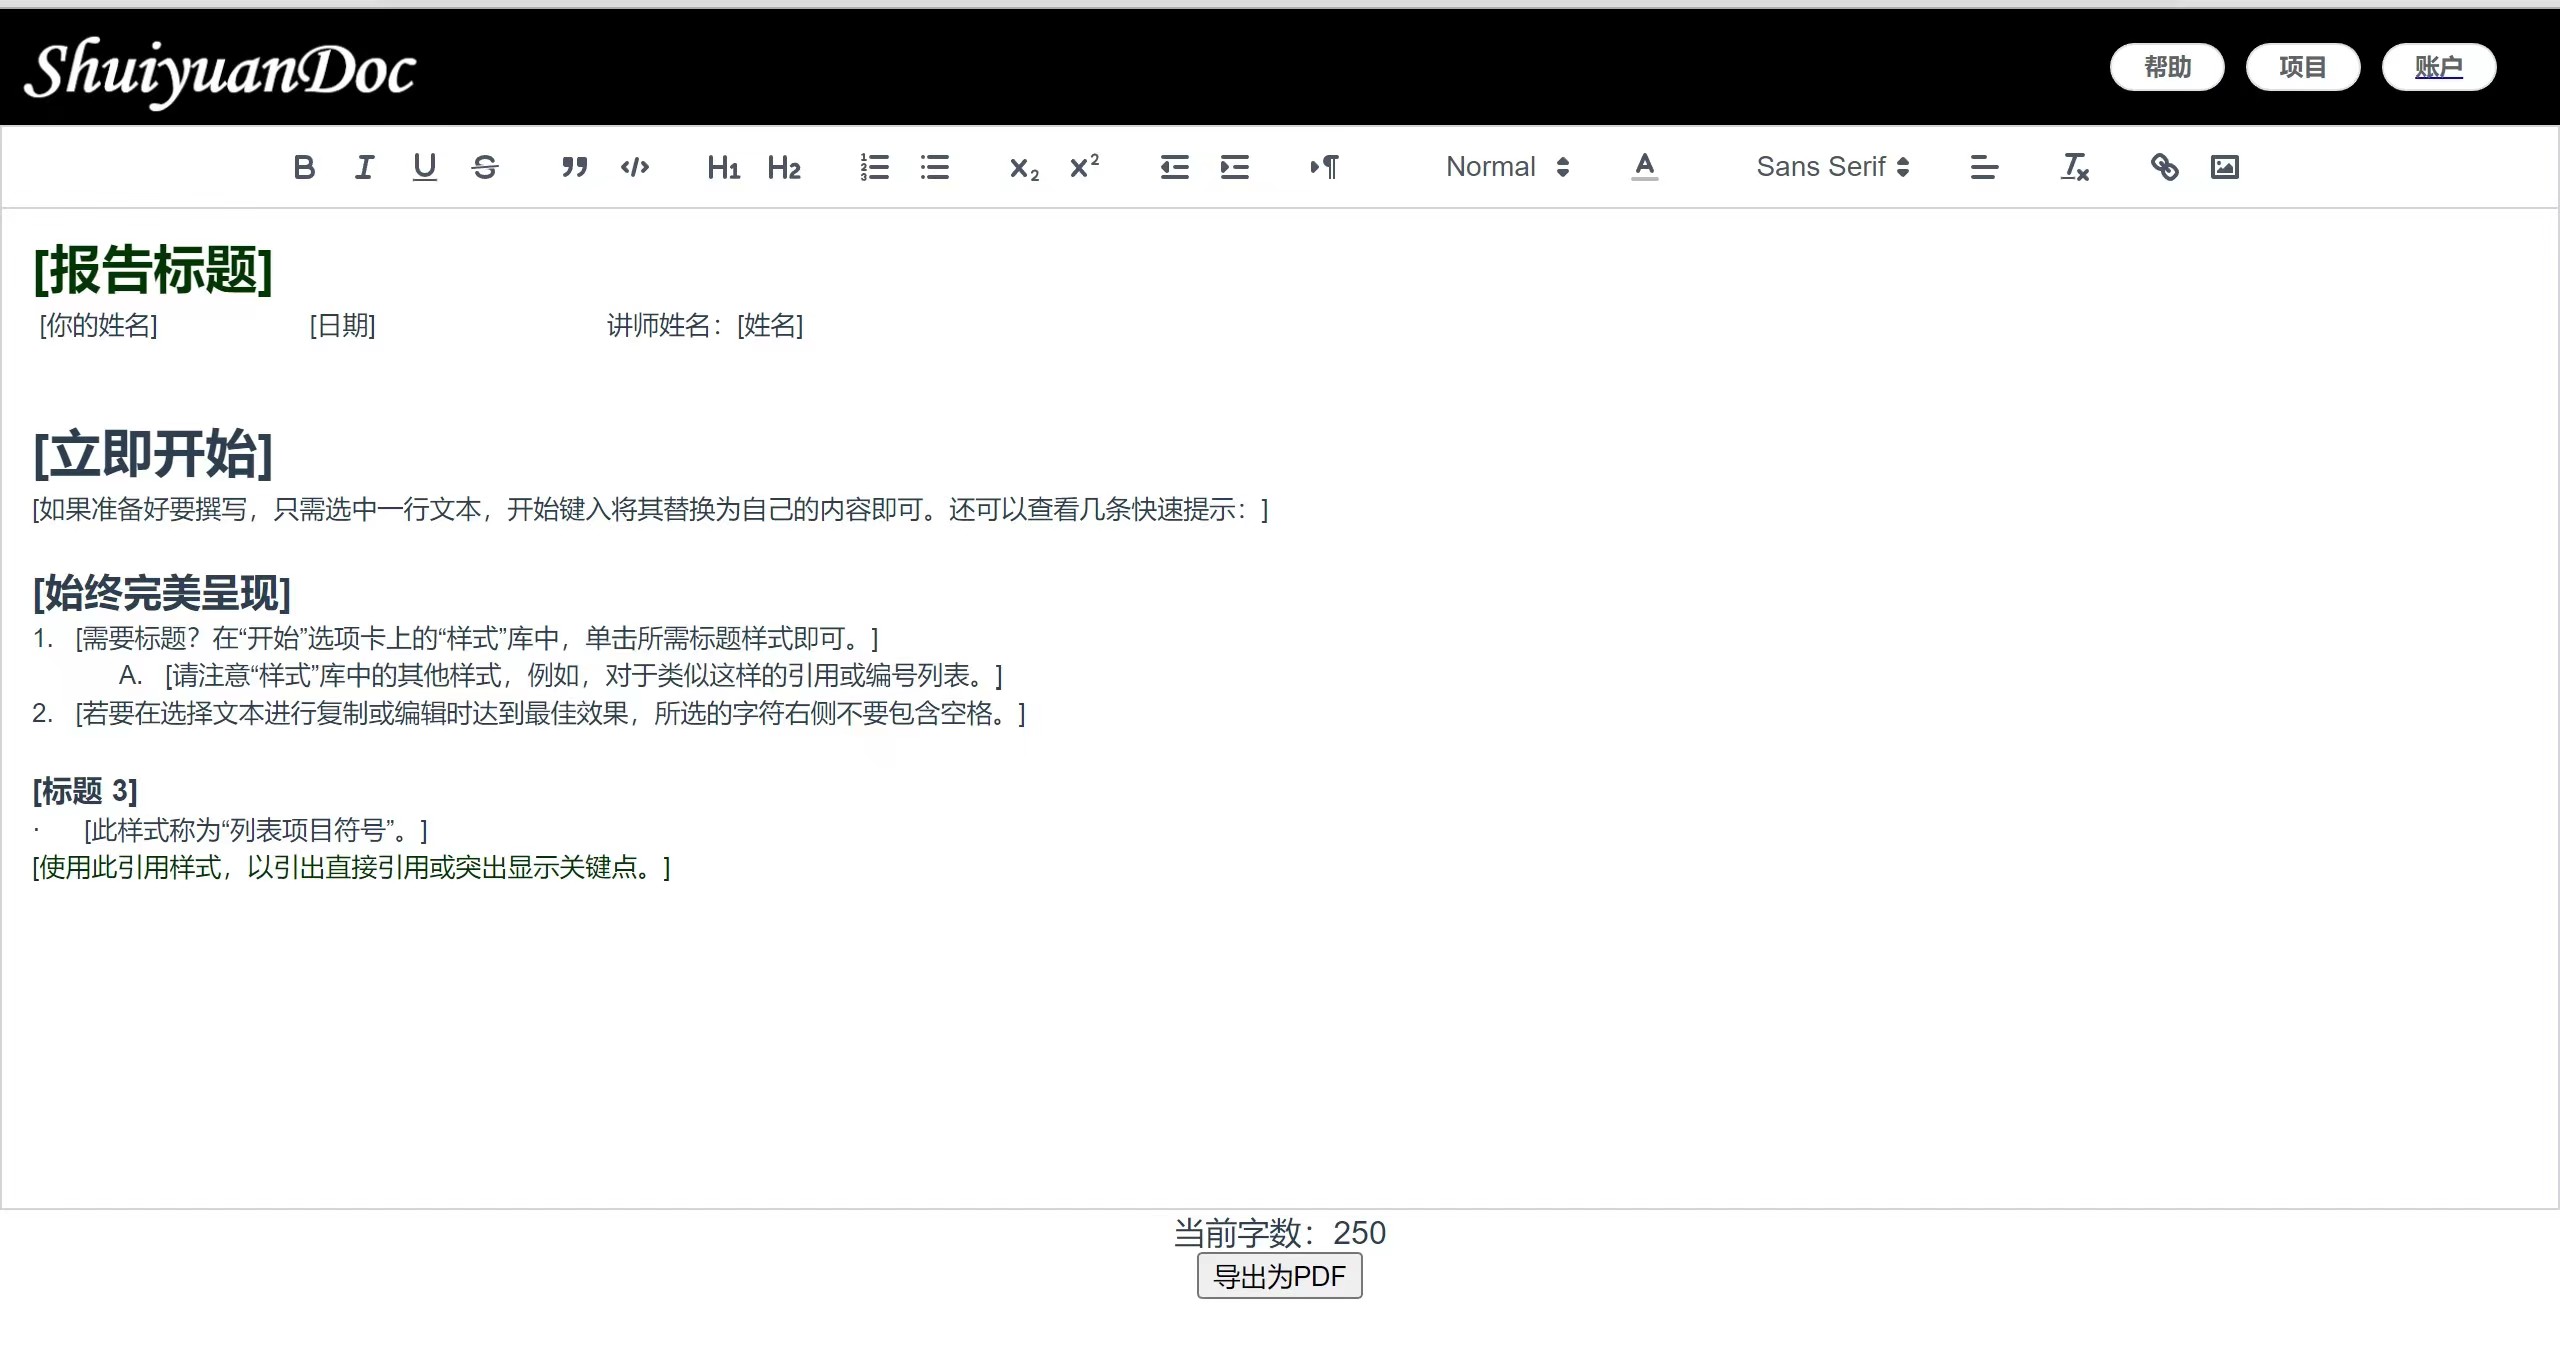 ShuiyuanDoc
帮助 项目 账户
B I U S H1 H2 x2 x2 Normal A Sans Serif Tx
[报告标题]
[你的姓名] [日期] 讲师姓名：[姓名]
[立即开始]
[如果准备好要撰写，只需选中一行文本，开始键入将其替换为自己的内容即可。还可以查看几条快速提示：]
[始终完美呈现]
1. [需要标题？在“开始”选项卡上的“样式”库中，单击所需标题样式即可。]
A. [请注意“样式”库中的其他样式，例如，对于类似这样的引用或编号列表。]
2. [若要在选择文本进行复制或编辑时达到最佳效果，所选的字符右侧不要包含空格。]
[标题 3]
· [此样式称为“列表项目符号”。]
[使用此引用样式，以引出直接引用或突出显示关键点。]
当前字数：250
导出为PDF